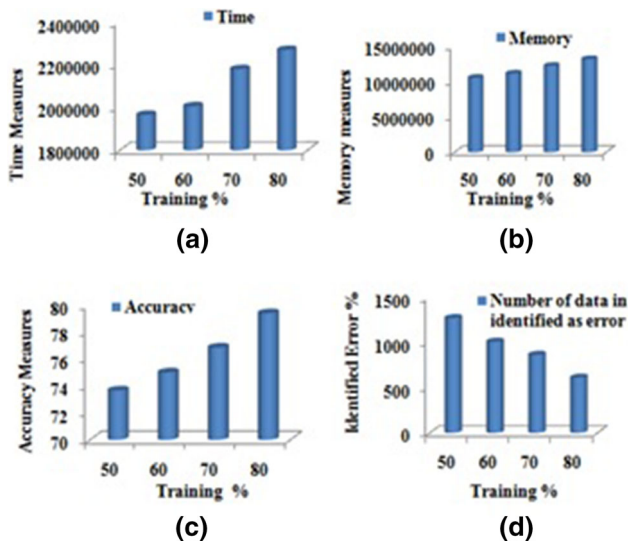 Time
Time Measures
2400000
2200000
2000000
1800000
50 60 70 80
Training %
(a)
Memory
Memory measures
15000000
10000000
5000000
0
50 60 70 80
Training %
(b)
Accuracy
Accuracy Measures
80
78
76
74
72
70
50 60 70 80
Training %
(c)
Number of data in
identified as error
Identified Error %
1500
1000
500
0
50 60 70 80
Training %
(d)